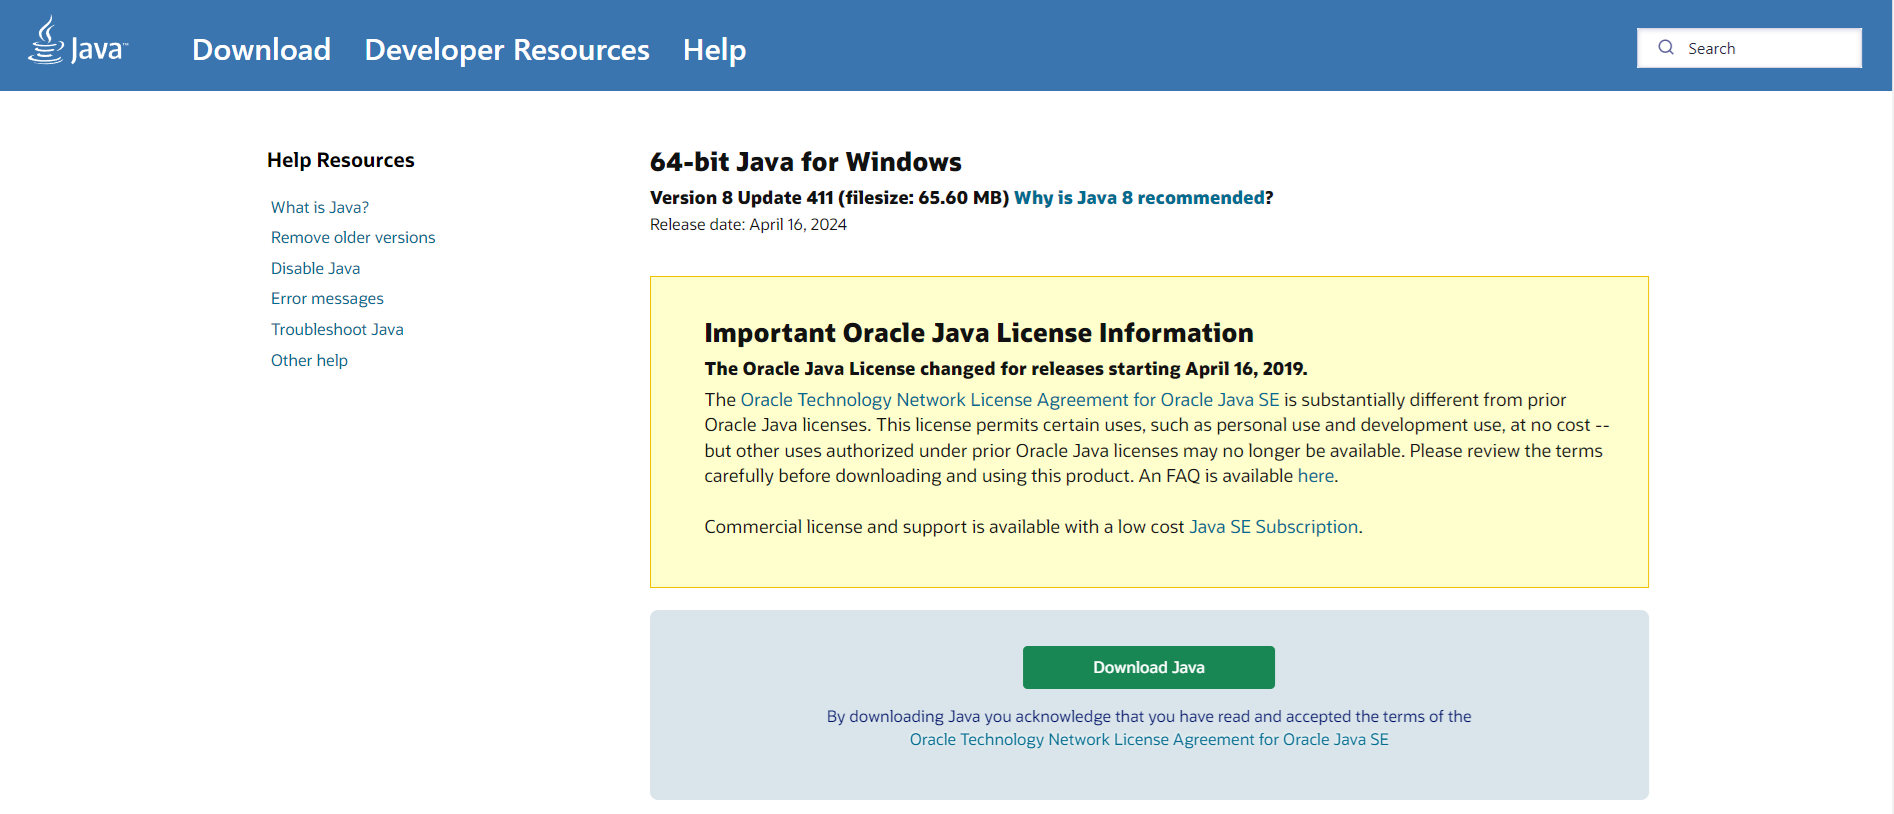 Java™
Download
Developer Resources
Help
Search
Help Resources
What is Java?
Remove older versions
Disable Java
Error messages
Troubleshoot Java
Other help
64-bit Java for Windows
Version 8 Update 411 (filesize: 65.60 MB) Why is Java 8 recommended?
Release date: April 16, 2024
Important Oracle Java License Information
The Oracle Java License changed for releases starting April 16, 2019.
The Oracle Technology Network License Agreement for Oracle Java SE is substantially different from prior
Oracle Java licenses. This license permits certain uses, such as personal use and development use, at no cost --
but other uses authorized under prior Oracle Java licenses may no longer be available. Please review the terms
carefully before downloading and using this product. An FAQ is available here.
Commercial license and support is available with a low cost Java SE Subscription.
Download Java
By downloading Java you acknowledge that you have read and accepted the terms of the
Oracle Technology Network License Agreement for Oracle Java SE